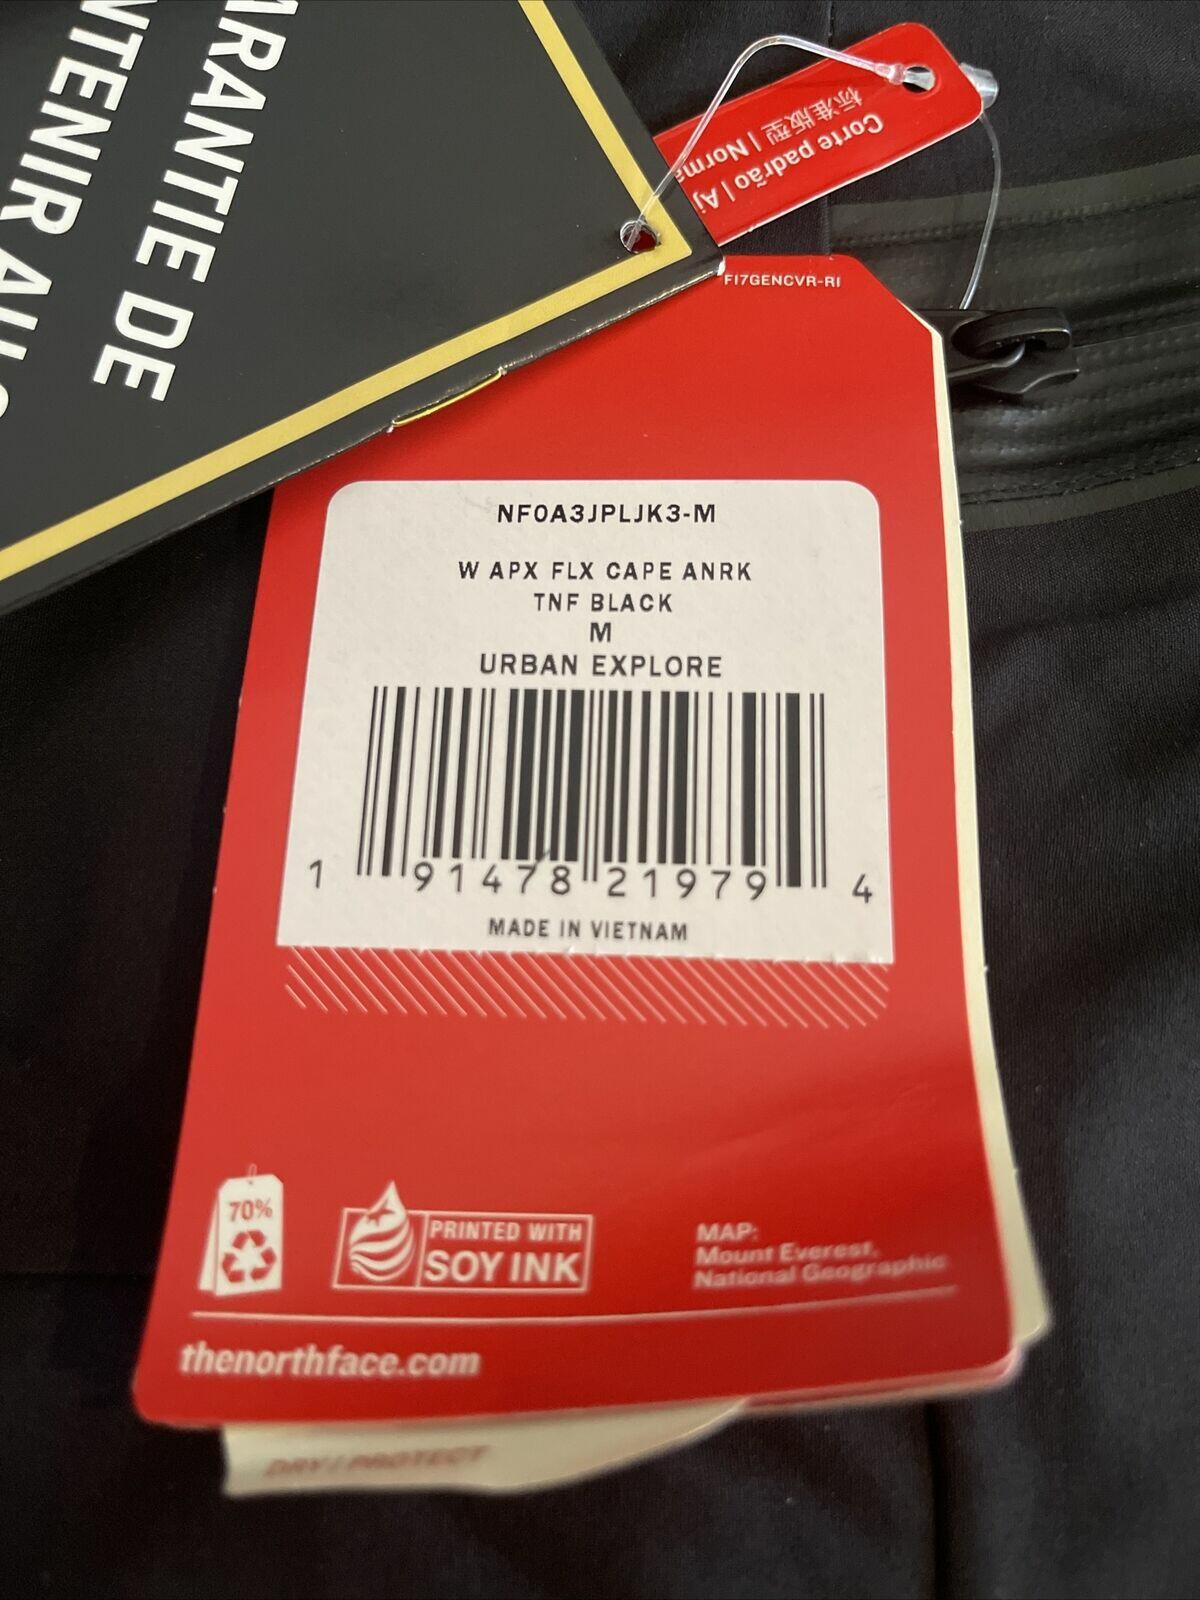 RANTIE DE
NTENIR AU
Corte padrão | Aj
标准版型 | Norma
F17GENCVR-RI
NF0A3JPLJK3-M
W APX FLX CAPE ANRK
TNF BLACK
M
URBAN EXPLORE
1 91478 21979 4
MADE IN VIETNAM
70%
PRINTED WITH
SOY INK
MAP:
Mount Everest,
National Geographic
thenorthface.com
DRY / PROTECT